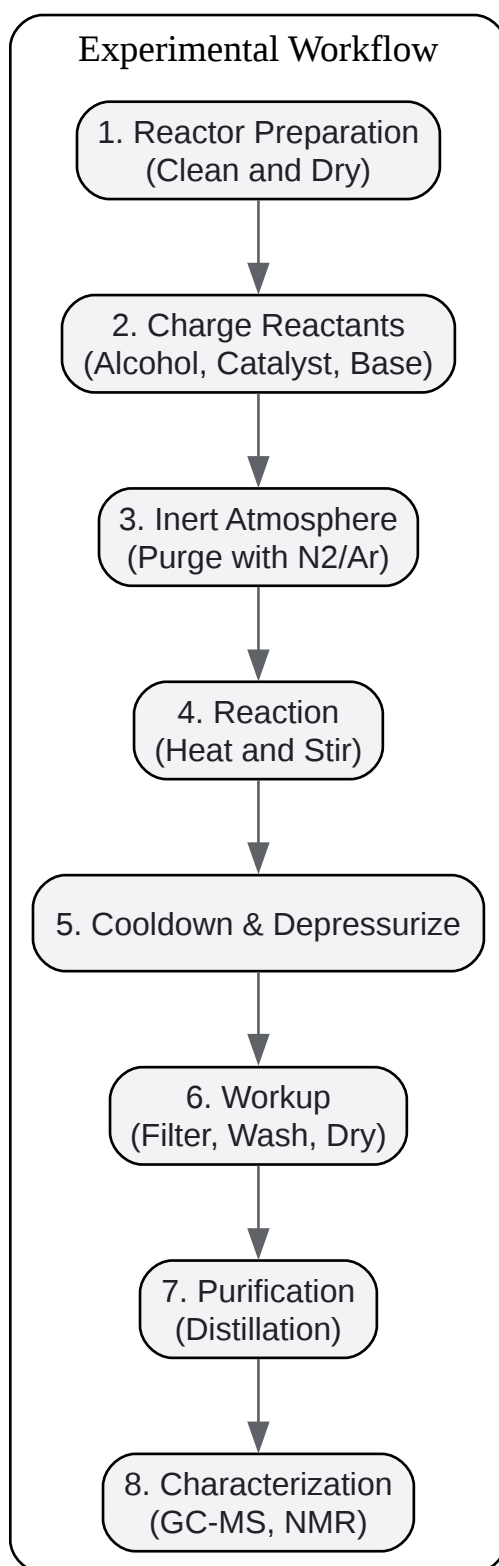 Experimental Workflow
1. Reactor Preparation
(Clean and Dry)
2. Charge Reactants
(Alcohol, Catalyst, Base)
3. Inert Atmosphere
(Purge with N2/Ar)
4. Reaction
(Heat and Stir)
5. Cooldown & Depressurize
6. Workup
(Filter, Wash, Dry)
7. Purification
(Distillation)
8. Characterization
(GC-MS, NMR)